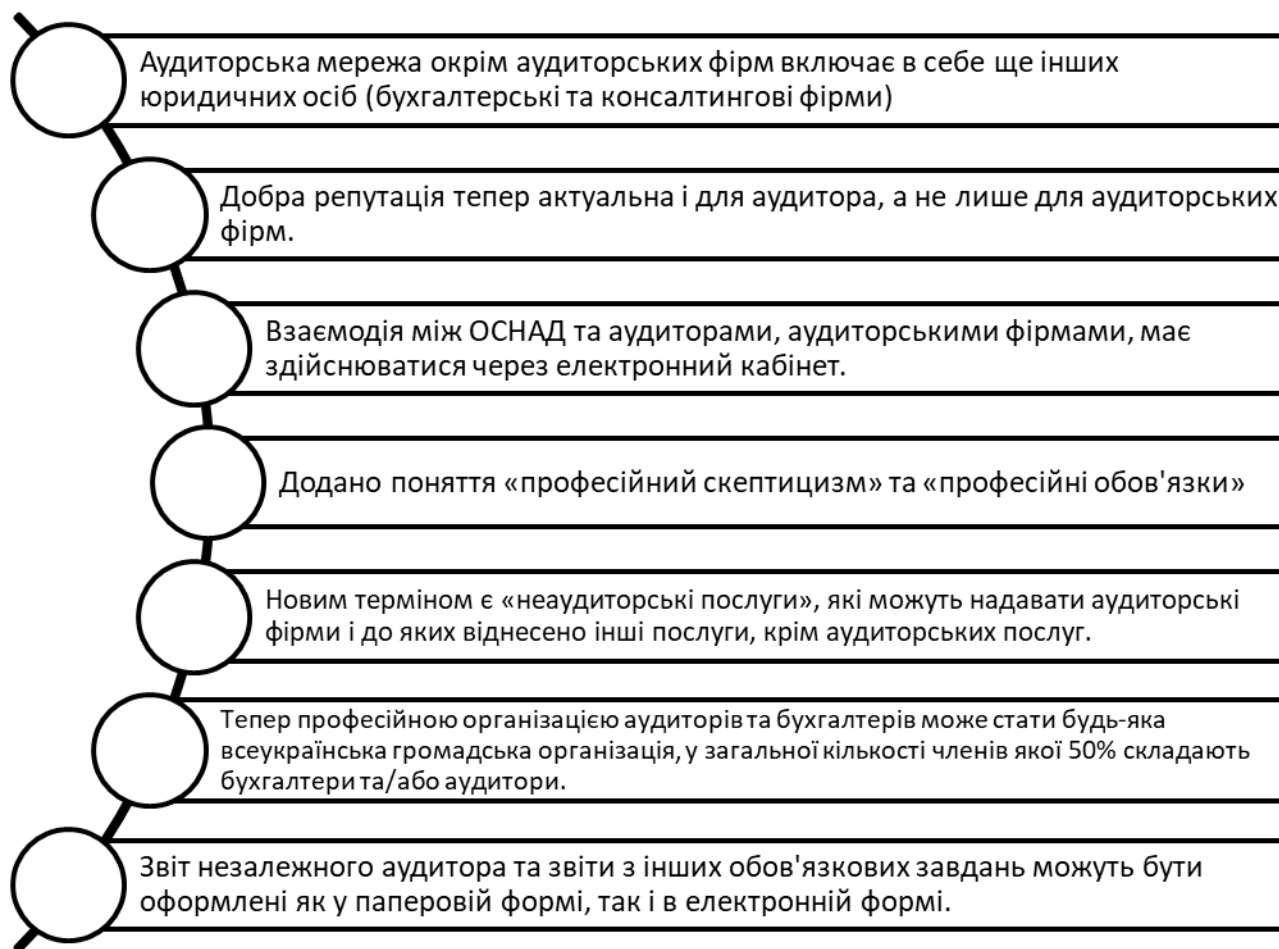 Аудиторська мережа окрім аудиторських фірм включає в себе ще інших
юридичних осіб (бухгалтерські та консалтингові фірми)
Добра репутація тепер актуальна і для аудитора, а не лише для аудиторських
фірм.
Взаємодія між ОСНАД та аудиторами, аудиторськими фірмами, має
здійснюватися через електронний кабінет.
Додано поняття «професійний скептицизм» та «професійні обов'язки»
Новим терміном є «неаудиторські послуги», які можуть надавати аудиторські
фірми і до яких віднесено інші послуги, крім аудиторських послуг.
Тепер професійною організацією аудиторів та бухгалтерів може стати будь-яка
всеукраїнська громадська організація, у загальної кількості членів якої 50% складають
бухгалтери та/або аудитори.
Звіт незалежного аудитора та звіти з інших обов'язкових завдань можуть бути
оформлені як у паперовій формі, так і в електронній формі.